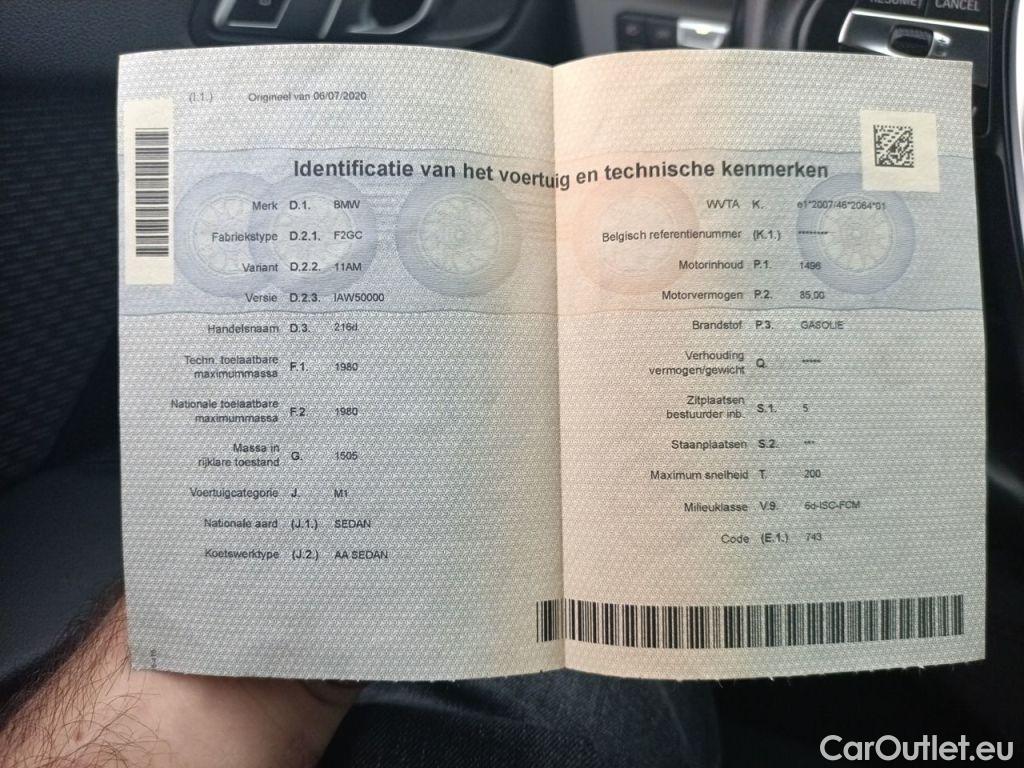 RESUME/ CANCEL
(I.1.) Origineel van 06/07/2020
Identificatie van het voertuig en technische kenmerken
Merk D.1. BMW
Fabriekstype D.2.1. F2GC
Variant D.2.2. 11AM
Versie D.2.3. IAW50000
Handelsnaam D.3. 216d
Techn. toelaatbare
maximummassa F.1. 1980
Nationale toelaatbare
maximummassa F.2. 1980
Massa in
rijklare toestand G. 1505
Voertuigcategorie J. M1
Nationale aard (J.1.) SEDAN
Koetswerktype (J.2.) AA SEDAN
WVTA K. e1*2007/46*2064*01
Belgisch referentienummer (K.1.) ********
Motorinhoud P.1. 1496
Motorvermogen P.2. 85,00
Brandstof P.3. GASOLIE
Verhouding
vermogen/gewicht Q. *****
Zitplaatsen
bestuurder inb. S.1. 5
Staanplaatsen S.2. ***
Maximum snelheid T. 200
Milieuklasse V.9. 6d-ISC-FCM
Code (E.1.) 743
CarOutlet.eu